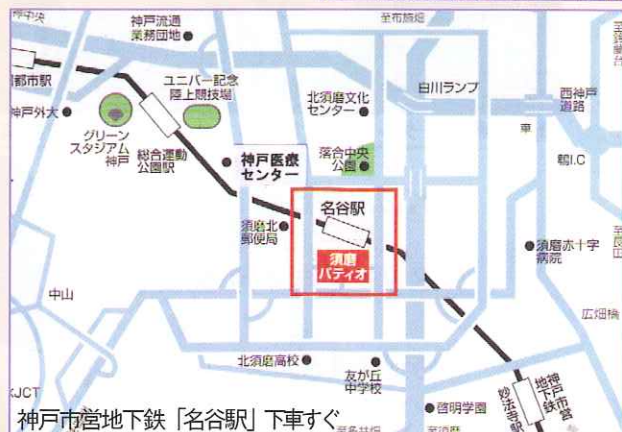 神中央
神戸流通
業務団地
至布施畑
都市駅
ユニバー記念
陸上競技場
北須磨文化
センター
白川ランプ
西神戸
道路
神戸外大
グリーン
スタジアム
神戸
総合運動
公園駅
神戸医療
センター
落合中央
公園
鵯I.C
名谷駅
須磨北
郵便局
須磨
パティオ
須磨赤十字
病院
中山
広畑橋
北須磨高校
友が丘
中学校
JCT
啓明学園
妙法寺駅
神戸市営
地下鉄
神戸市営地下鉄「名谷駅」下車すぐ